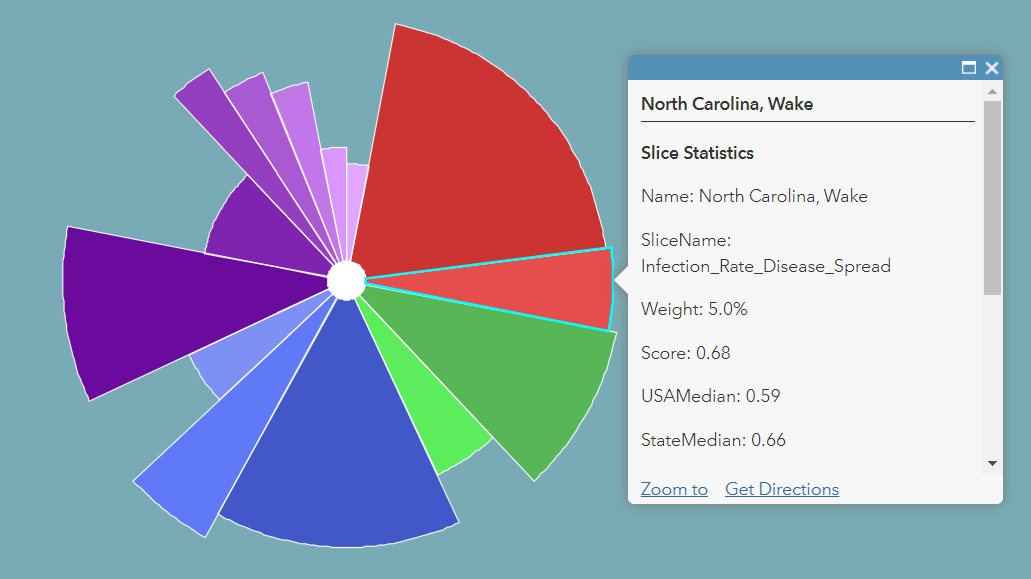 North Carolina, Wake
Slice Statistics
Name: North Carolina, Wake
SliceName:
Infection_Rate_Disease_Spread
Weight: 5.0%
Score: 0.68
USAMedian: 0.59
StateMedian: 0.66
Zoom to Get Directions